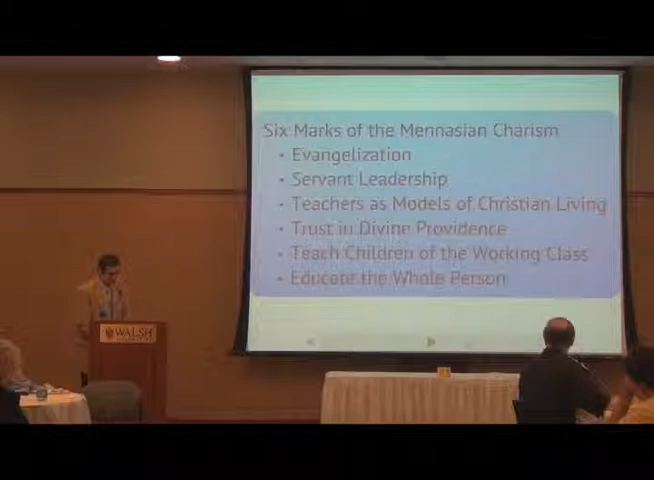 Six Marks of the Mennasian Charism
• Evangelization
• Servant Leadership
• Teachers as Models of Christian Living
• Trust in Divine Providence
• Teach Children of the Working Class
• Educate the Whole Person
WALSH